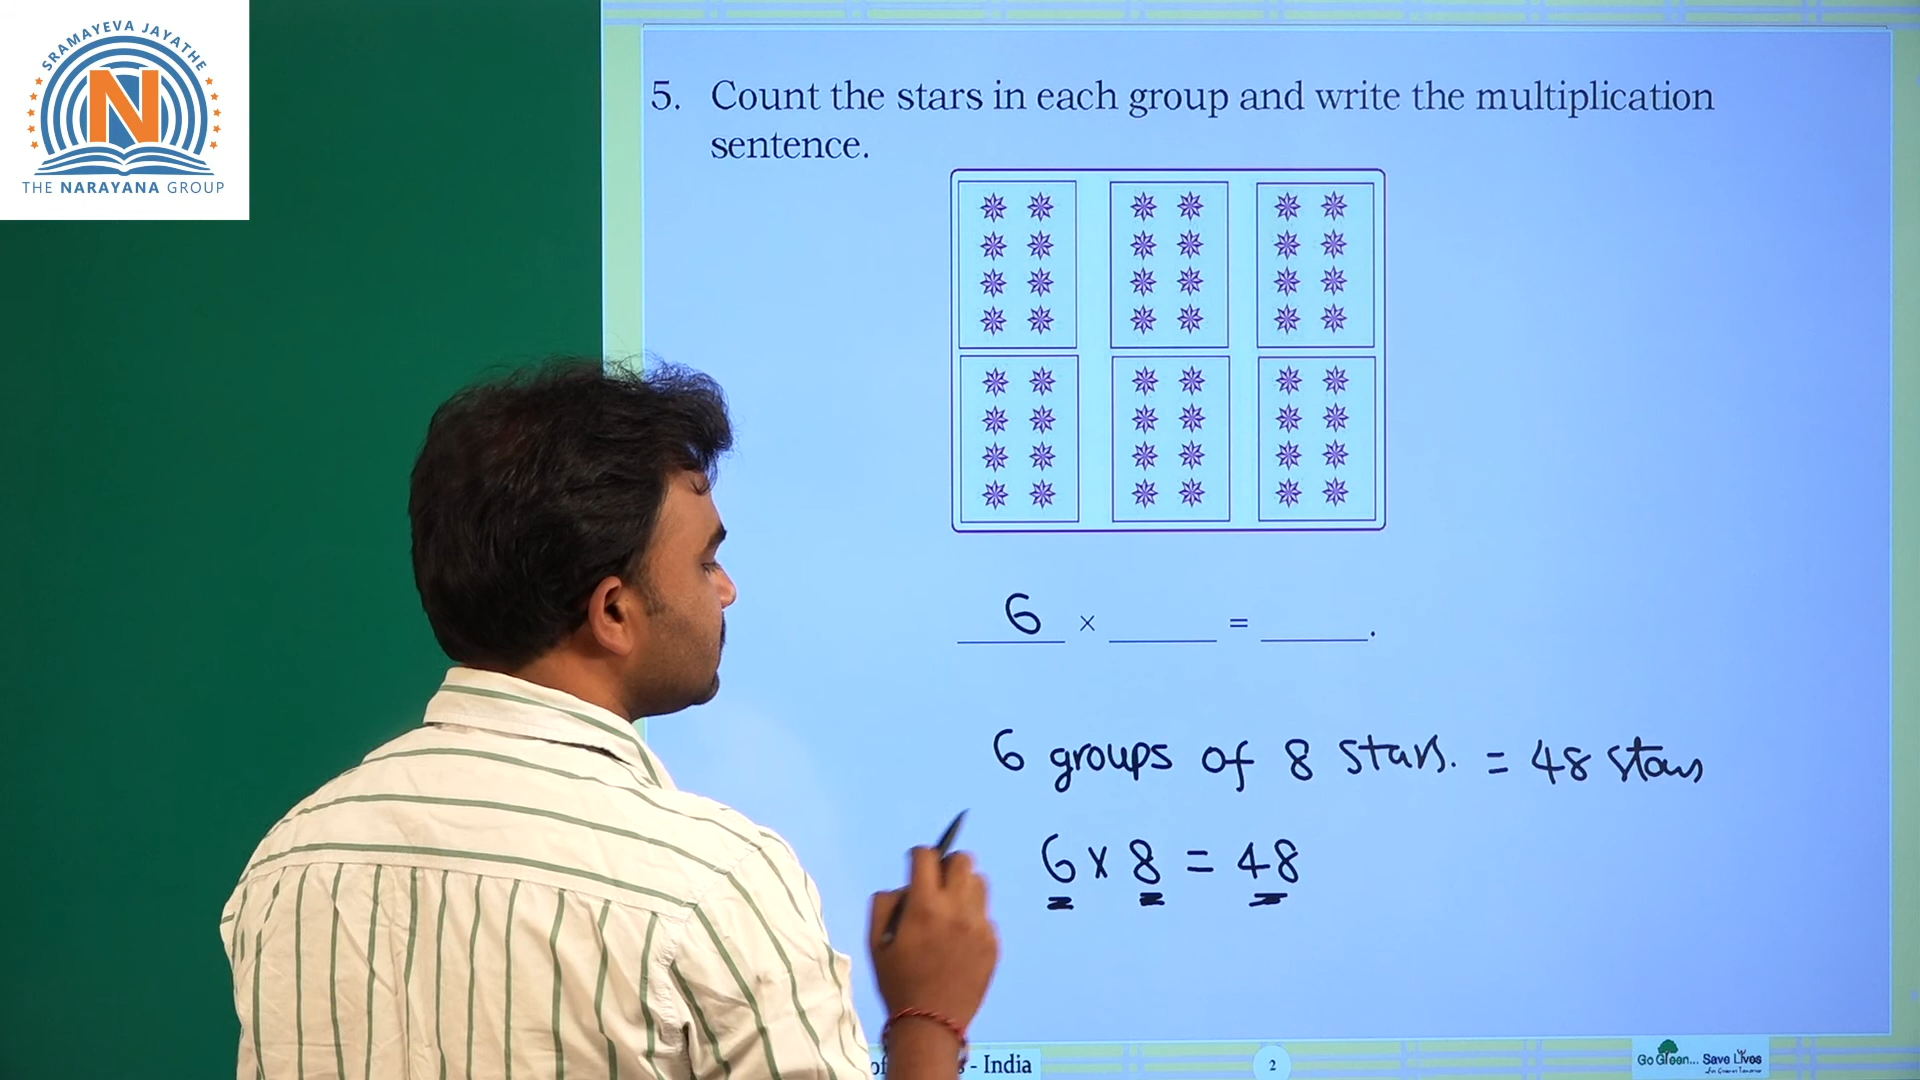 SRAMAYEVA JAYATHE
N
THE NARAYANA GROUP
5. Count the stars in each group and write the multiplication
sentence.
6 × ____ = ____.
6 groups of 8 stars. = 48 stars
6 x 8 = 48
- India
2
Go Green... Save Lives